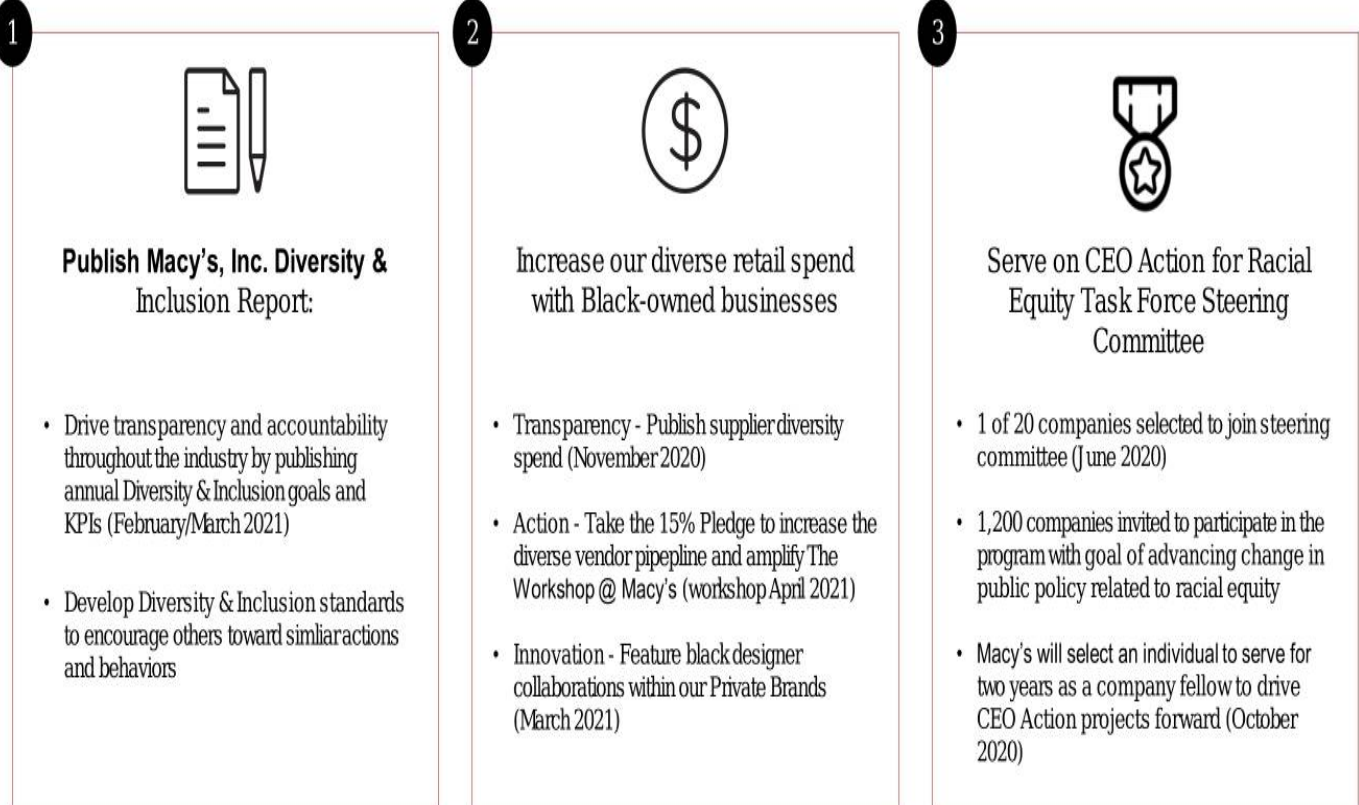 1
Publish Macy’s, Inc. Diversity &
Inclusion Report:
• Drive transparency and accountability
throughout the industry by publishing
annual Diversity & Inclusion goals and
KPIs (February/March 2021)
• Develop Diversity & Inclusion standards
to encourage others toward simliar actions
and behaviors
2
$
Increase our diverse retail spend
with Black-owned businesses
• Transparency - Publish supplier diversity
spend (November 2020)
• Action - Take the 15% Pledge to increase the
diverse vendor pipepline and amplify The
Workshop @ Macy’s (workshop April 2021)
• Innovation - Feature black designer
collaborations within our Private Brands
(March 2021)
3
Serve on CEO Action for Racial
Equity Task Force Steering
Committee
• 1 of 20 companies selected to join steering
committee (June 2020)
• 1,200 companies invited to participate in the
program with goal of advancing change in
public policy related to racial equity
• Macy’s will select an individual to serve for
two years as a company fellow to drive
CEO Action projects forward (October
2020)